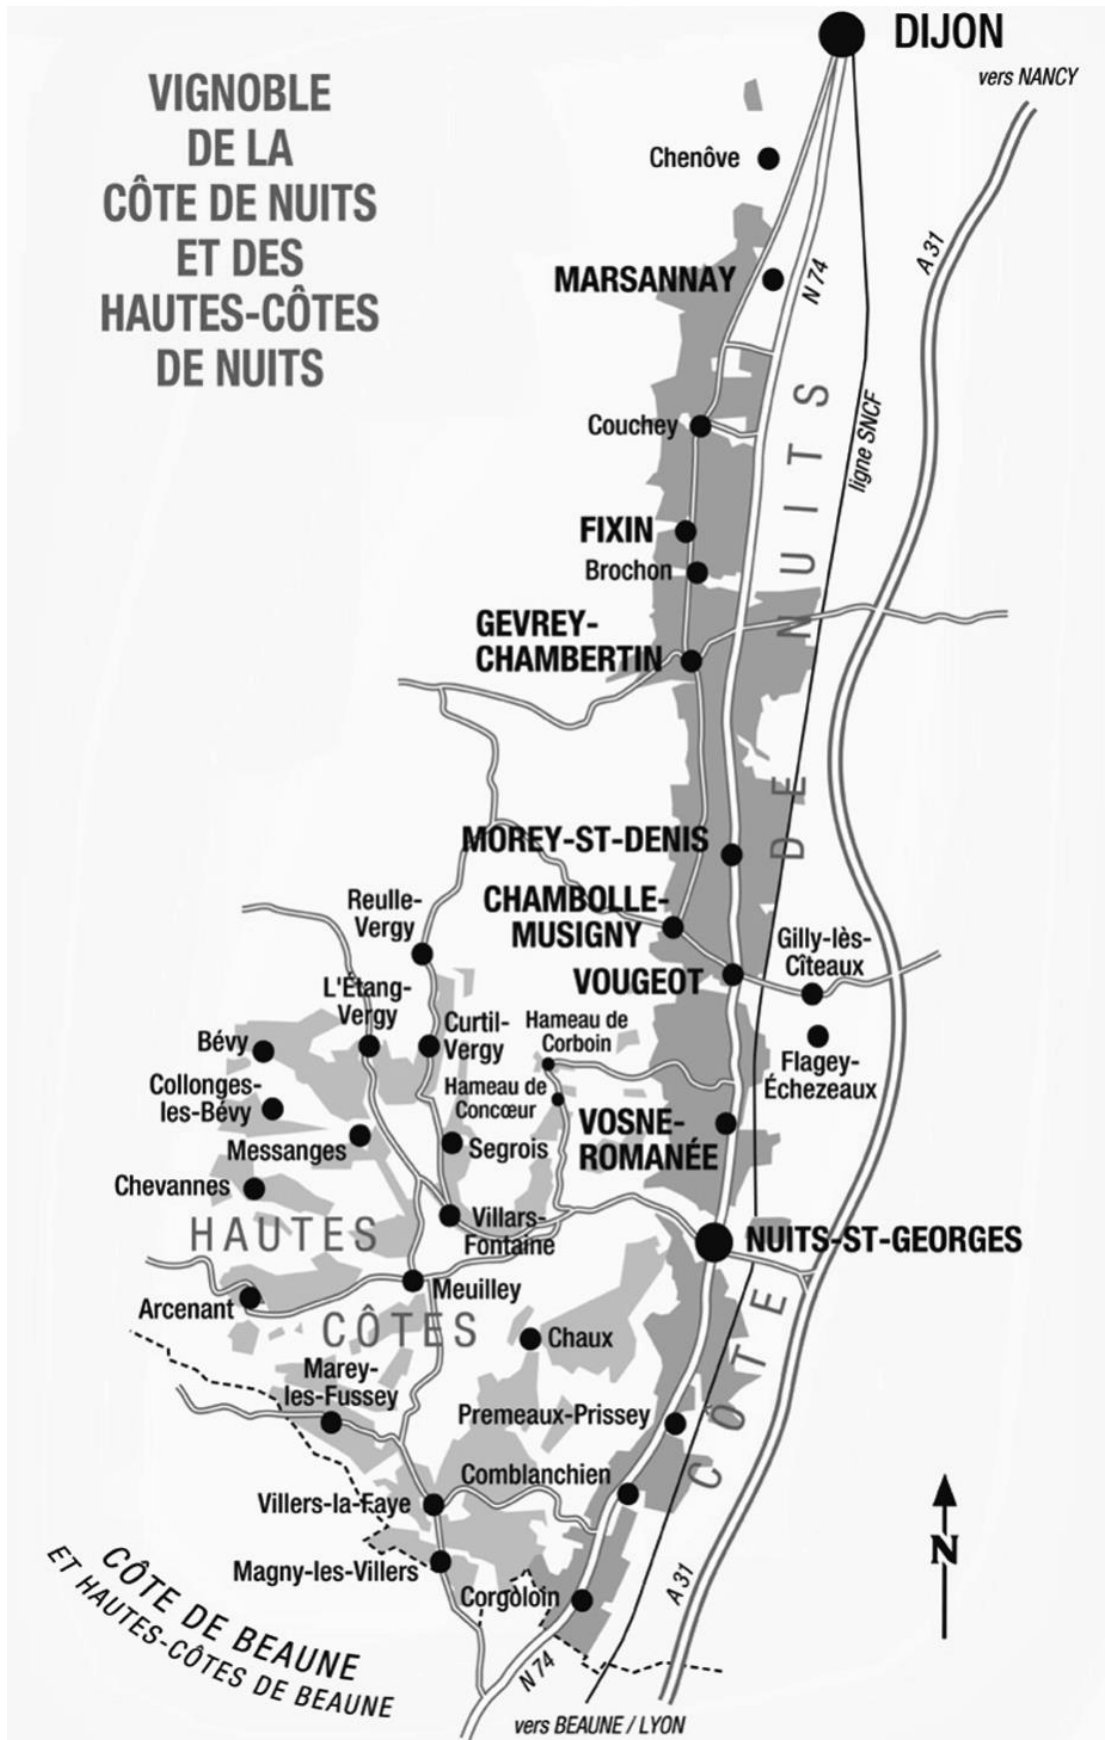 DIJON
vers NANCY
VIGNOBLE
DE LA
CÔTE DE NUITS
ET DES
HAUTES-CÔTES
DE NUITS
Chenôve
A 31
MARSANNAY
N 74
Couchey
ligne SNCF
FIXIN
Brochon
GEVREY-
CHAMBERTIN
MOREY-ST-DENIS
CHAMBOLLE-
MUSIGNY
Reulle-
Vergy
Gilly-lès-
Cîteaux
VOUGEOT
L'Étang-
Vergy
Curtil-
Vergy
Hameau de
Corboin
Bévy
Flagey-
Échezeaux
Collonges-
les-Bévy
Hameau de
Concœur
VOSNE-
ROMANÉE
Messanges
Segrois
Chevannes
Villars-
Fontaine
NUITS-ST-GEORGES
HAUTES
CÔTES
Meuilley
Arcenant
Chaux
CÔTE DE NUITS
Marey-
les-Fussey
Premeaux-Prissey
Comblanchien
Villers-la-Faye
Magny-les-Villers
Corgoloin
N
A 31
CÔTE DE BEAUNE
ET HAUTES-CÔTES DE BEAUNE
N 74
vers BEAUNE / LYON